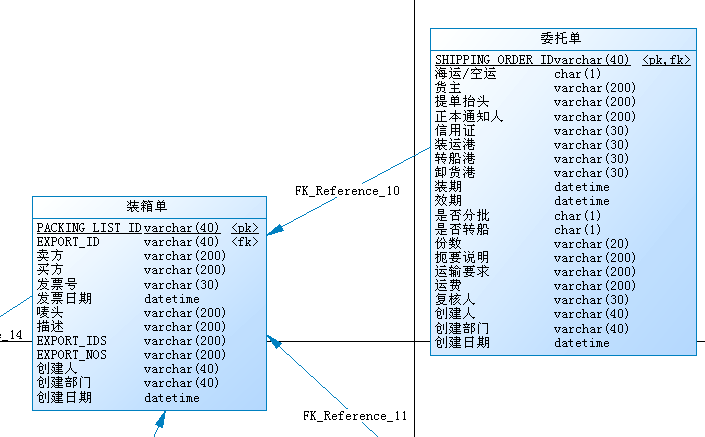 委托单
SHIPPING_ORDER_ID varchar(40) <pk,fk>
海运/空运 char(1)
货主 varchar(200)
提单抬头 varchar(200)
正本通知人 varchar(200)
信用证 varchar(30)
装运港 varchar(30)
转船港 varchar(30)
卸货港 varchar(30)
装期 datetime
效期 datetime
是否分批 char(1)
是否转船 char(1)
份数 varchar(20)
扼要说明 varchar(200)
运输要求 varchar(200)
运费 varchar(200)
复核人 varchar(30)
创建人 varchar(40)
创建部门 varchar(40)
创建日期 datetime
FK_Reference_10
装箱单
PACKING_LIST_ID varchar(40) <pk>
EXPORT_ID varchar(40) <fk>
卖方 varchar(200)
买方 varchar(200)
发票号 varchar(30)
发票日期 datetime
唛头 varchar(200)
描述 varchar(200)
EXPORT_IDS varchar(200)
EXPORT_NOS varchar(200)
创建人 varchar(40)
创建部门 varchar(40)
创建日期 datetime
e_14
FK_Reference_11